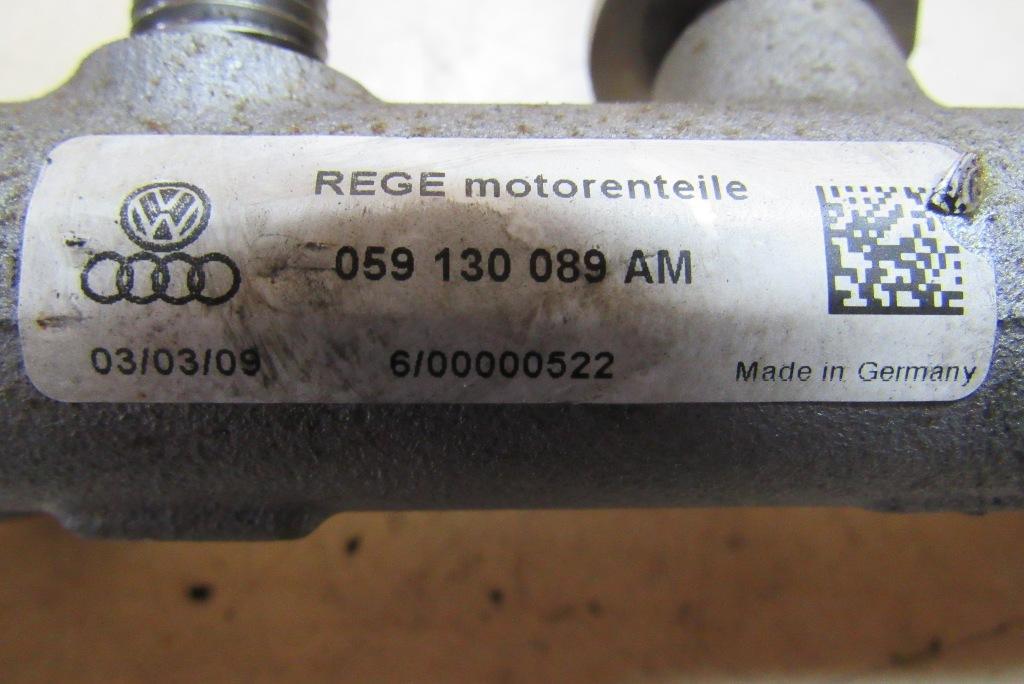 REGE motorenteile
059 130 089 AM
03/03/09 6/00000522 Made in Germany